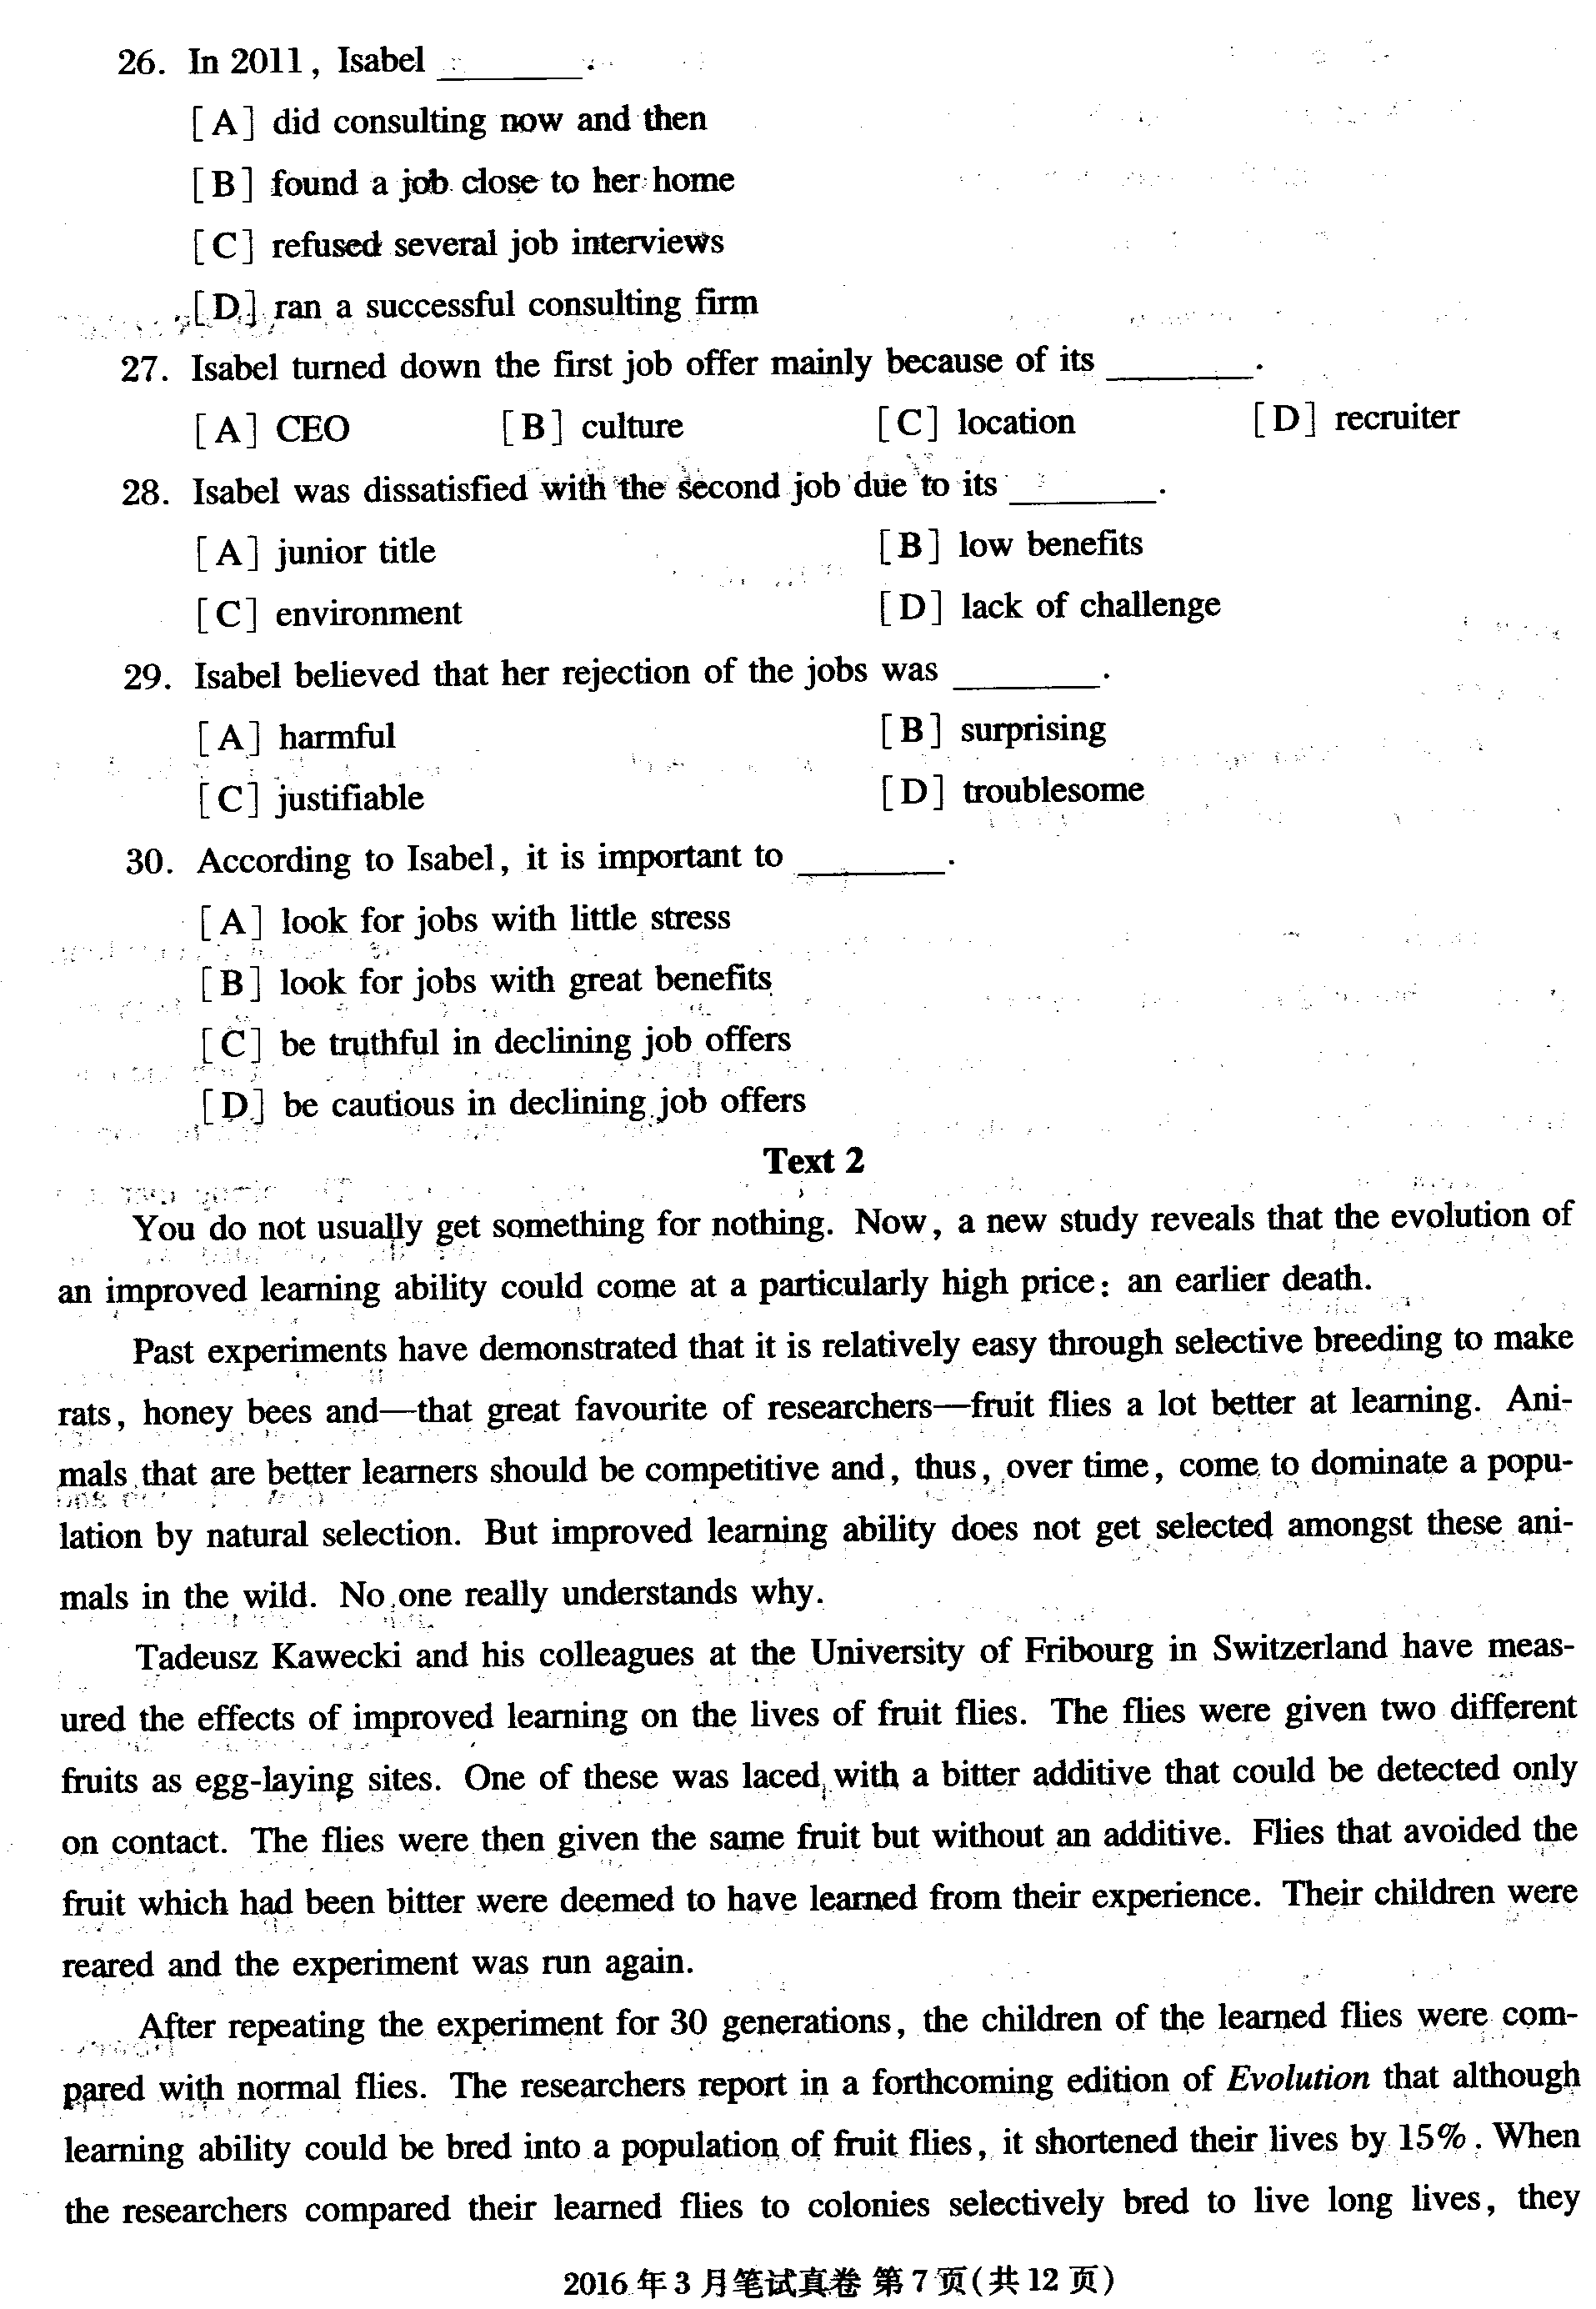 26. In 2011, Isabel ________.
[A] did consulting now and then
[B] found a job close to her home
[C] refused several job interviews
[D] ran a successful consulting firm
27. Isabel turned down the first job offer mainly because of its ________.
[A] CEO [B] culture [C] location [D] recruiter
28. Isabel was dissatisfied with the second job due to its ________.
[A] junior title [B] low benefits
[C] environment [D] lack of challenge
29. Isabel believed that her rejection of the jobs was ________.
[A] harmful [B] surprising
[C] justifiable [D] troublesome
30. According to Isabel, it is important to ________.
[A] look for jobs with little stress
[B] look for jobs with great benefits
[C] be truthful in declining job offers
[D] be cautious in declining job offers
Text 2
You do not usually get something for nothing. Now, a new study reveals that the evolution of
an improved learning ability could come at a particularly high price: an earlier death.
Past experiments have demonstrated that it is relatively easy through selective breeding to make
rats, honey bees and—that great favourite of researchers—fruit flies a lot better at learning. Ani-
mals that are better learners should be competitive and, thus, over time, come to dominate a popu-
lation by natural selection. But improved learning ability does not get selected amongst these ani-
mals in the wild. No one really understands why.
Tadeusz Kawecki and his colleagues at the University of Fribourg in Switzerland have meas-
ured the effects of improved learning on the lives of fruit flies. The flies were given two different
fruits as egg-laying sites. One of these was laced with a bitter additive that could be detected only
on contact. The flies were then given the same fruit but without an additive. Flies that avoided the
fruit which had been bitter were deemed to have learned from their experience. Their children were
reared and the experiment was run again.
After repeating the experiment for 30 generations, the children of the learned flies were com-
pared with normal flies. The researchers report in a forthcoming edition of Evolution that although
learning ability could be bred into a population of fruit flies, it shortened their lives by 15%. When
the researchers compared their learned flies to colonies selectively bred to live long lives, they
2016 年 3 月笔试真卷 第 7 页(共 12 页)